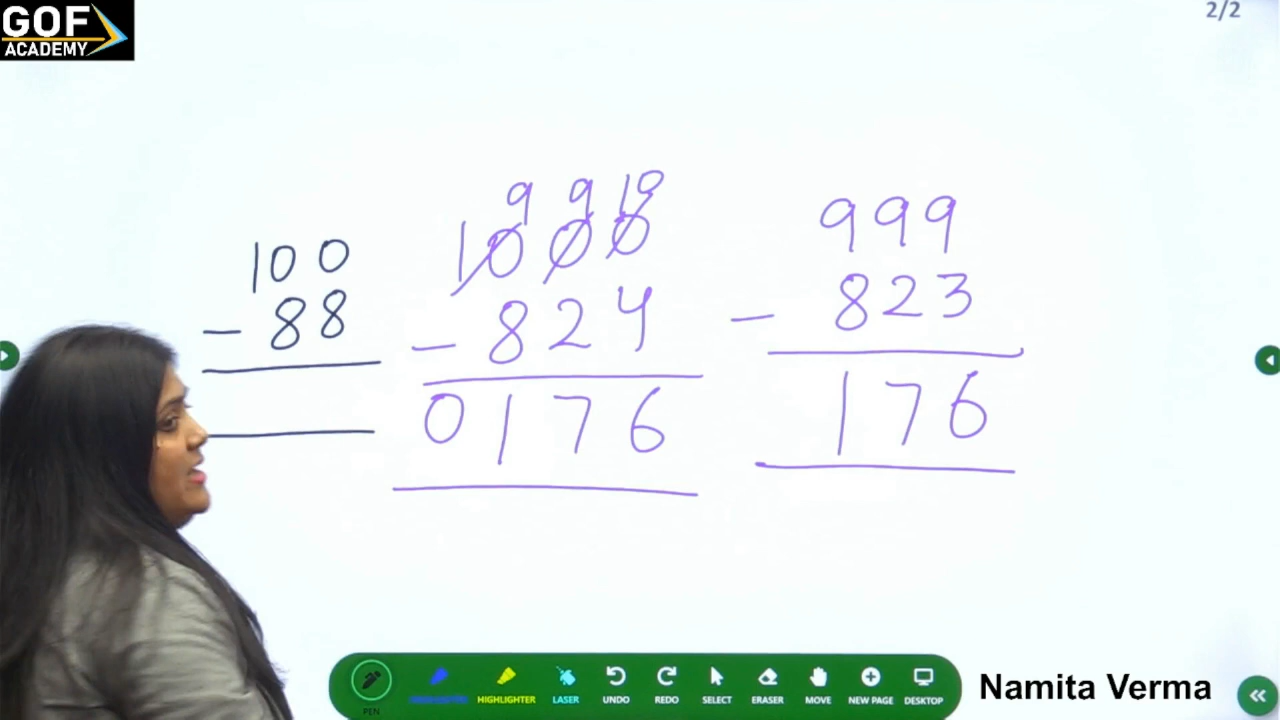 GOF
ACADEMY
2/2
100
- 88
9 9 10
1000
- 824
0176
999
- 823
176
PEN
HIGHLIGHTER
LASER
UNDO
REDO
SELECT
ERASER
MOVE
NEW PAGE
DESKTOP
Namita Verma